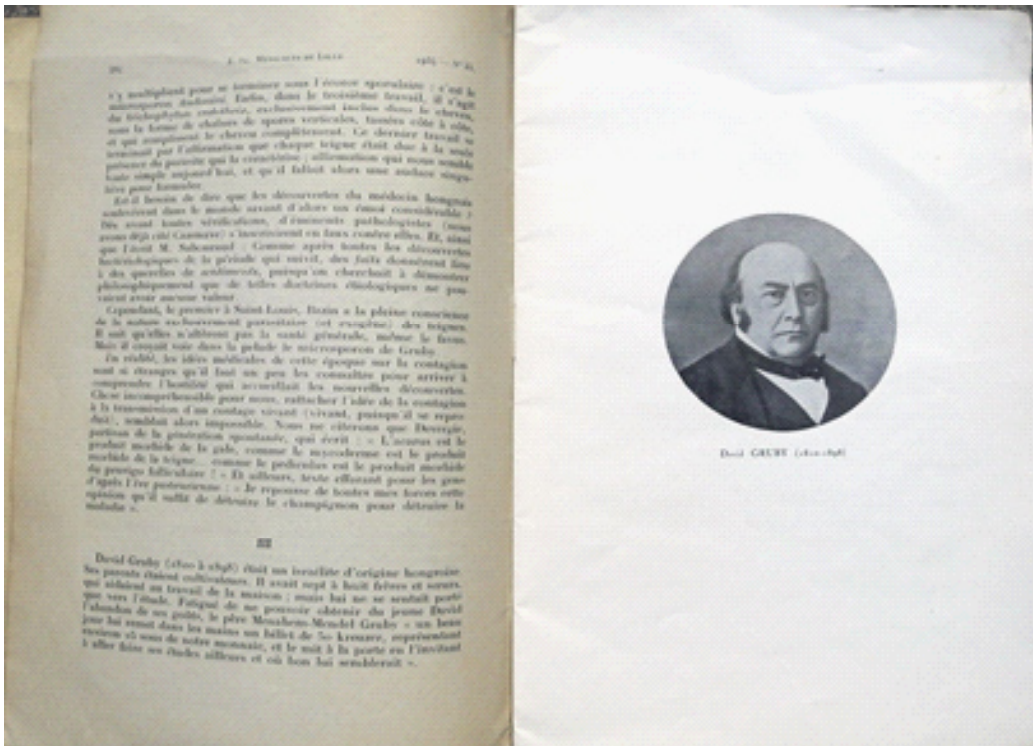 s'y multipliant pour se terminer sous l'écorce sporulaire ; c'est le
microsporon Audouini. Enfin, dans le troisième travail, il s'agit
du exclusivement inclus dans le cheveu,
sous la forme de chaînes de spores verticales, tassées côte à côte,
et qui remplissent le cheveu complètement. Ce dernier travail se
terminait par l'affirmation que chaque teigne était due à la seule
présence du parasite qui la caractérise ; affirmation qui nous semble
toute simple aujourd'hui, et qu'il fallait alors une audace singu-
lière pour formuler.
Est-il besoin de dire que les découvertes du médecin hongrois
soulevèrent dans le monde savant d'alors un émoi considérable ?
Dès avant toutes vérifications, d'éminents pathologistes (nous
avons déjà cité Cazenave) s'inscrivirent en faux contre elles. Et, ainsi
que l'écrit M. Sabouraud : Comme après toutes les découvertes
bactériologiques de la période qui suivit, des faits donnèrent lieu
à des querelles de sentiments, puisqu'on cherchait à démontrer
philosophiquement que de telles doctrines étiologiques ne pou-
vaient avoir aucune valeur.
Cependant, le premier à Saint-Louis, Bazin a la pleine conscience
de la nature exclusivement parasitaire (et exogène) des teignes.
Il sait qu'elles n'altèrent pas la santé générale, même le favus.
Mais il croyait voir dans la pelade le microsporon de Gruby.
En réalité, les idées médicales de cette époque sur la contagion
sont si étranges qu'il faut un peu les connaître pour arriver à
comprendre l'hostilité qui accueillait les nouvelles découvertes.
Chose incompréhensible pour nous, rattacher l'idée de la contagion
à la transmission d'un contage vivant (vivant, puisqu'il se repro-
duit), semblait alors impossible. Nous ne citerons que Devergie,
partisan de la génération spontanée, qui écrit : « L'acarus est le
produit morbide de la gale, comme le mycoderme est le produit
morbide de la teigne... comme le pediculus est le produit morbide
du prurigo folliculaire ! » Et ailleurs, texte effarant pour les gens
d'après l'ère pasteurienne : « Je repousse de toutes mes forces cette
opinion qu'il suffit de détruire le champignon pour détruire la
maladie ».
David Gruby (1810 à 1898) était un israélite d'origine hongroise.
Ses parents étaient cultivateurs. Il avait sept à huit frères et sœurs,
qui aidaient au travail de la maison ; mais lui ne se sentait porté
que vers l'étude. Fatigué de ne pouvoir obtenir du jeune David
l'abandon de ses goûts, le père Menahens-Mendel Gruby « un beau
jour lui remit dans les mains un billet de 50 kreuzer, représentant
environ 25 sous de notre monnaie, et le mit à la porte en l'invitant
à aller faire ses études ailleurs et où bon lui semblerait ».
David GRUBY (1810-1898)